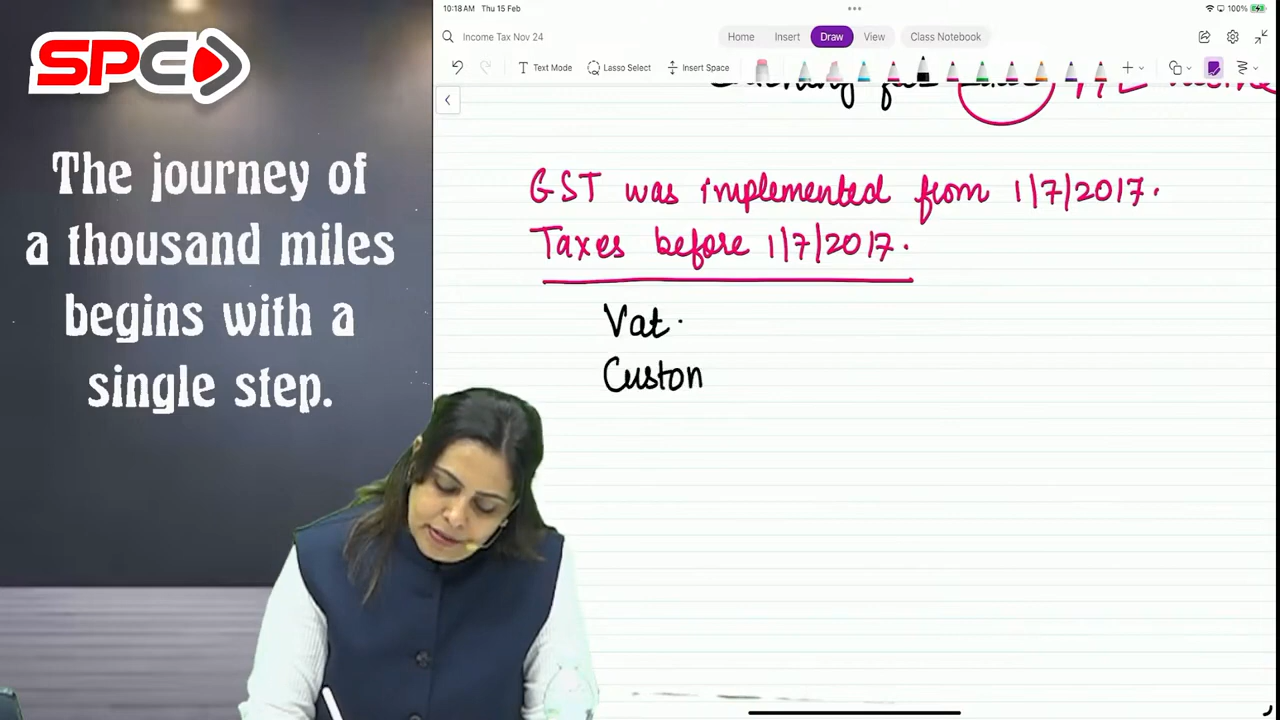 SPE
The journey of
a thousand miles
begins with a
single step.
10:18 AM Thu 15 Feb
100%
Income Tax Nov 24
Home Insert Draw View Class Notebook
Text Mode Lasso Select Insert Space
GST was implemented from 1/7/2017.
Taxes before 1/7/2017.
Vat.
Custon